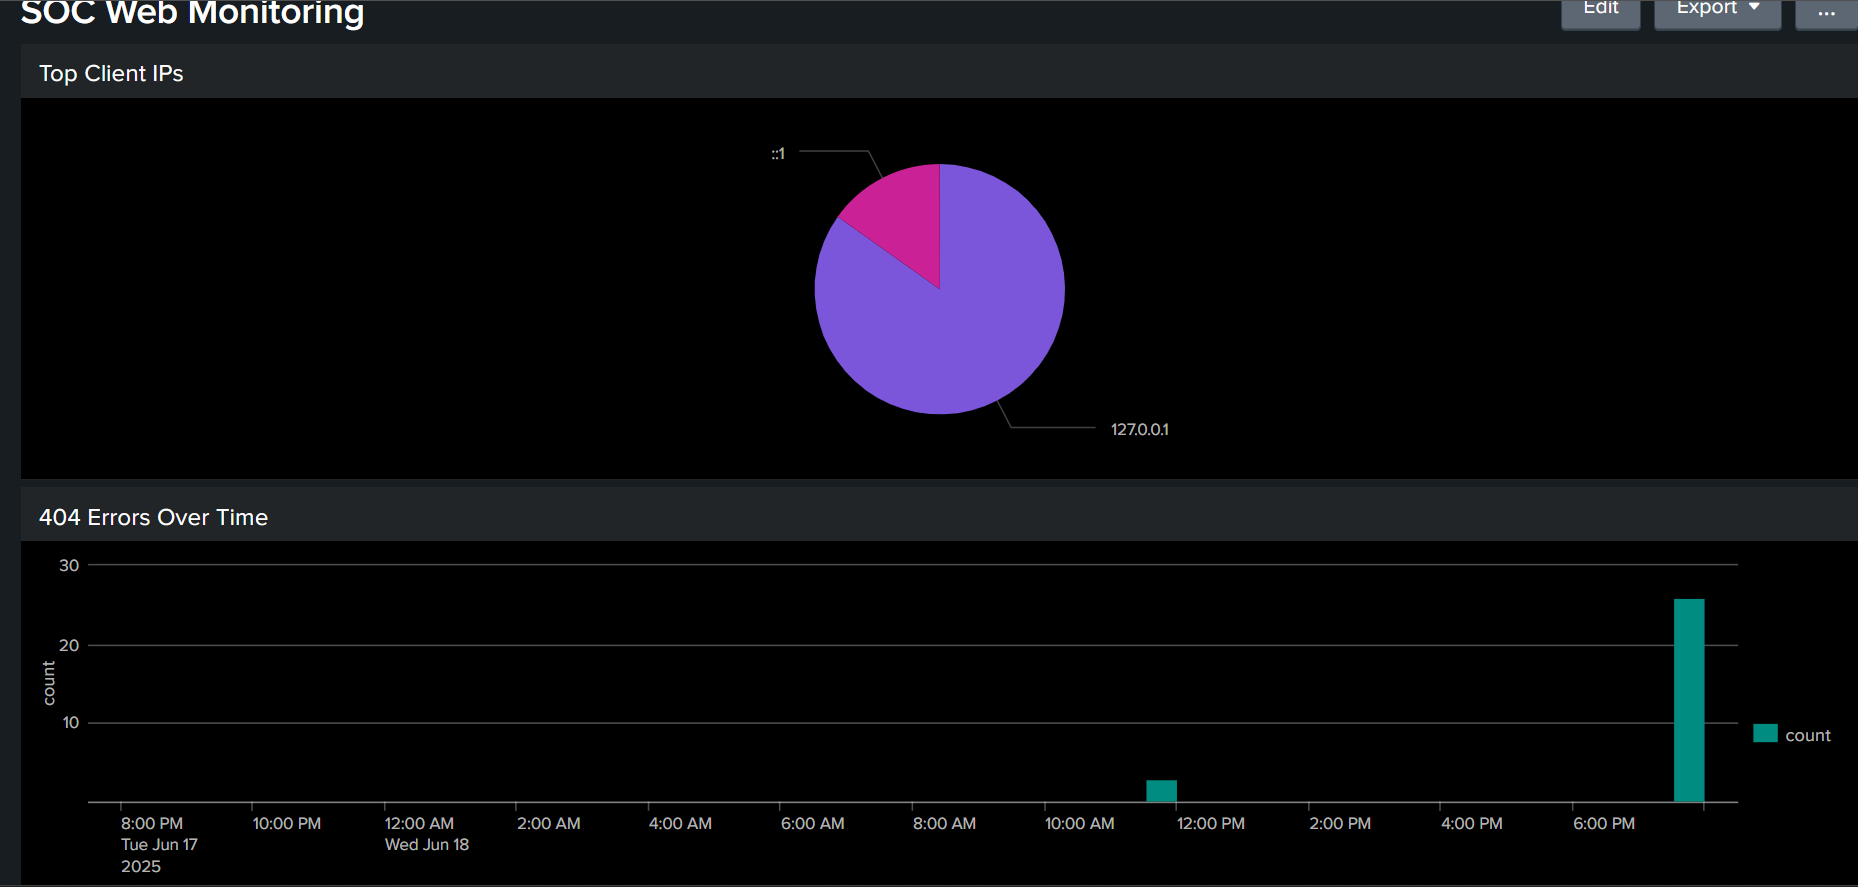 SOC Web Monitoring
Edit
Export
...
Top Client IPs
::1
127.0.0.1
404 Errors Over Time
30
20
10
count
count
8:00 PM
Tue Jun 17
2025
10:00 PM
12:00 AM
Wed Jun 18
2:00 AM
4:00 AM
6:00 AM
8:00 AM
10:00 AM
12:00 PM
2:00 PM
4:00 PM
6:00 PM